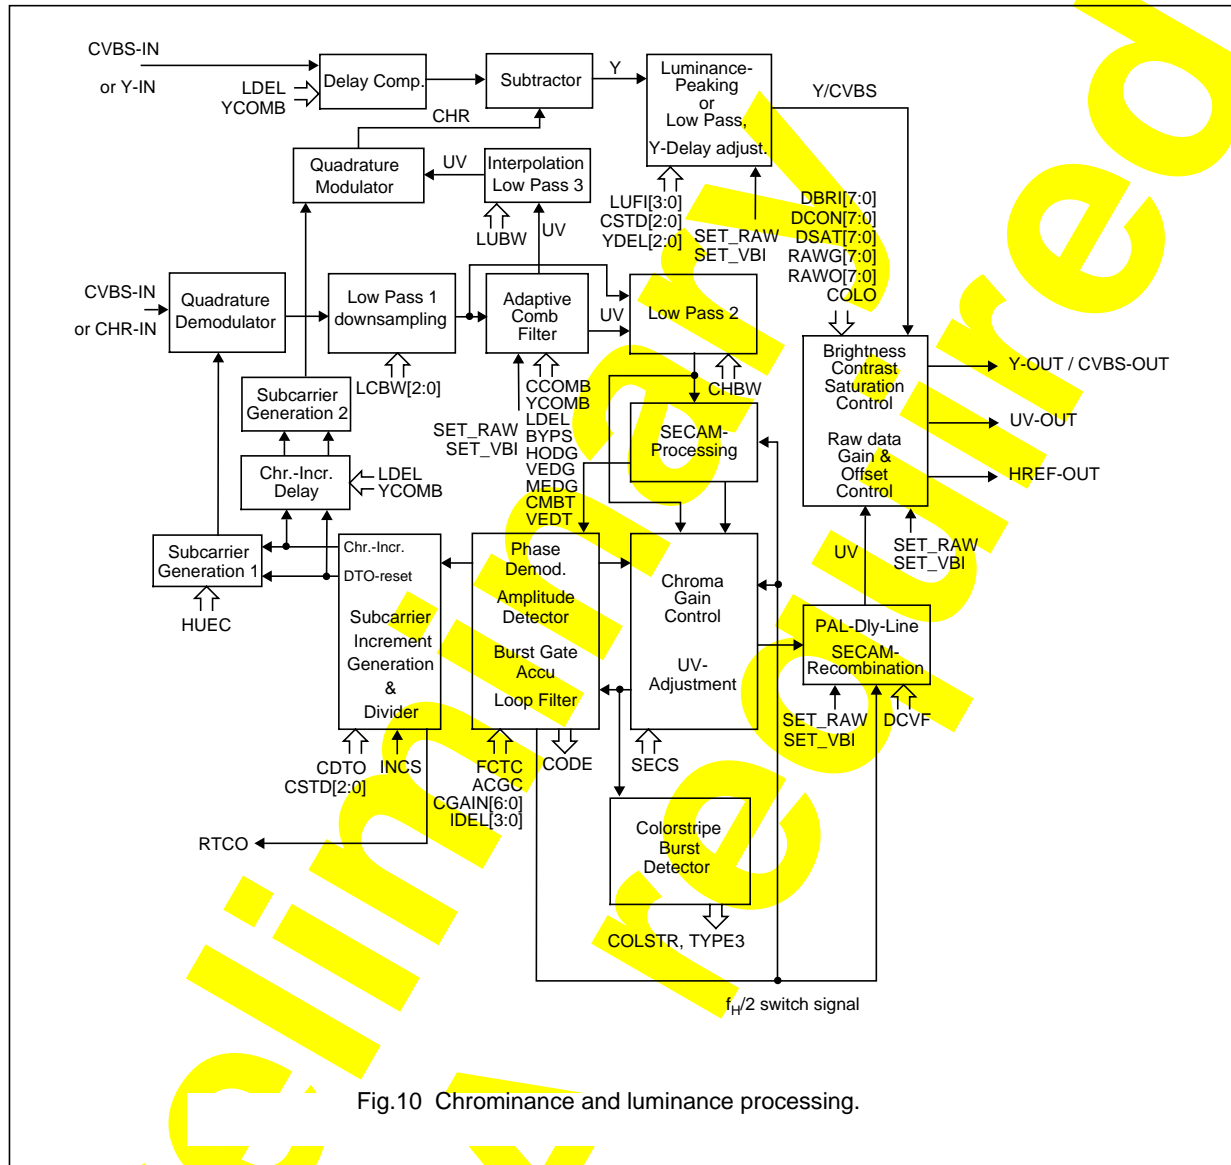 CVBS-IN
or Y-IN
LDEL
YCOMB
Delay Comp.
Subtractor
Y
Luminance-
Peaking
or
Low Pass,
Y-Delay adjust.
Y/CVBS
CHR
Quadrature
Modulator
UV
Interpolation
Low Pass 3
LUBW
UV
LUFI[3:0]
CSTD[2:0]
YDEL[2:0]
SET_RAW
SET_VBI
DBRI[7:0]
DCON[7:0]
DSAT[7:0]
RAWG[7:0]
RAWO[7:0]
COLO
CVBS-IN
or CHR-IN
Quadrature
Demodulator
Low Pass 1
downsampling
LCBW[2:0]
Adaptive
Comb
Filter
UV
Low Pass 2
CHBW
SET_RAW
SET_VBI
CCOMB
YCOMB
LDEL
BYPS
HODG
VEDG
MEDG
CMBT
VEDT
SECAM-
Processing
Brightness
Contrast
Saturation
Control
Raw data
Gain &
Offset
Control
Y-OUT / CVBS-OUT
UV-OUT
HREF-OUT
SET_RAW
SET_VBI
UV
Subcarrier
Generation 2
Chr.-Incr.
Delay
LDEL
YCOMB
Subcarrier
Generation 1
HUEC
Chr.-Incr.
DTO-reset
Subcarrier
Increment
Generation
&
Divider
CDTO
CSTD[2:0]
INCS
RTCO
Phase
Demod.
Amplitude
Detector
Burst Gate
Accu
Loop Filter
FCTC
ACGC
CGAIN[6:0]
IDEL[3:0]
CODE
Chroma
Gain
Control
UV-
Adjustment
SECS
PAL-Dly-Line
SECAM-
Recombination
SET_RAW
SET_VBI
DCVF
Colorstripe
Burst
Detector
COLSTR, TYPE3
fH/2 switch signal
Fig.10 Chrominance and luminance processing.